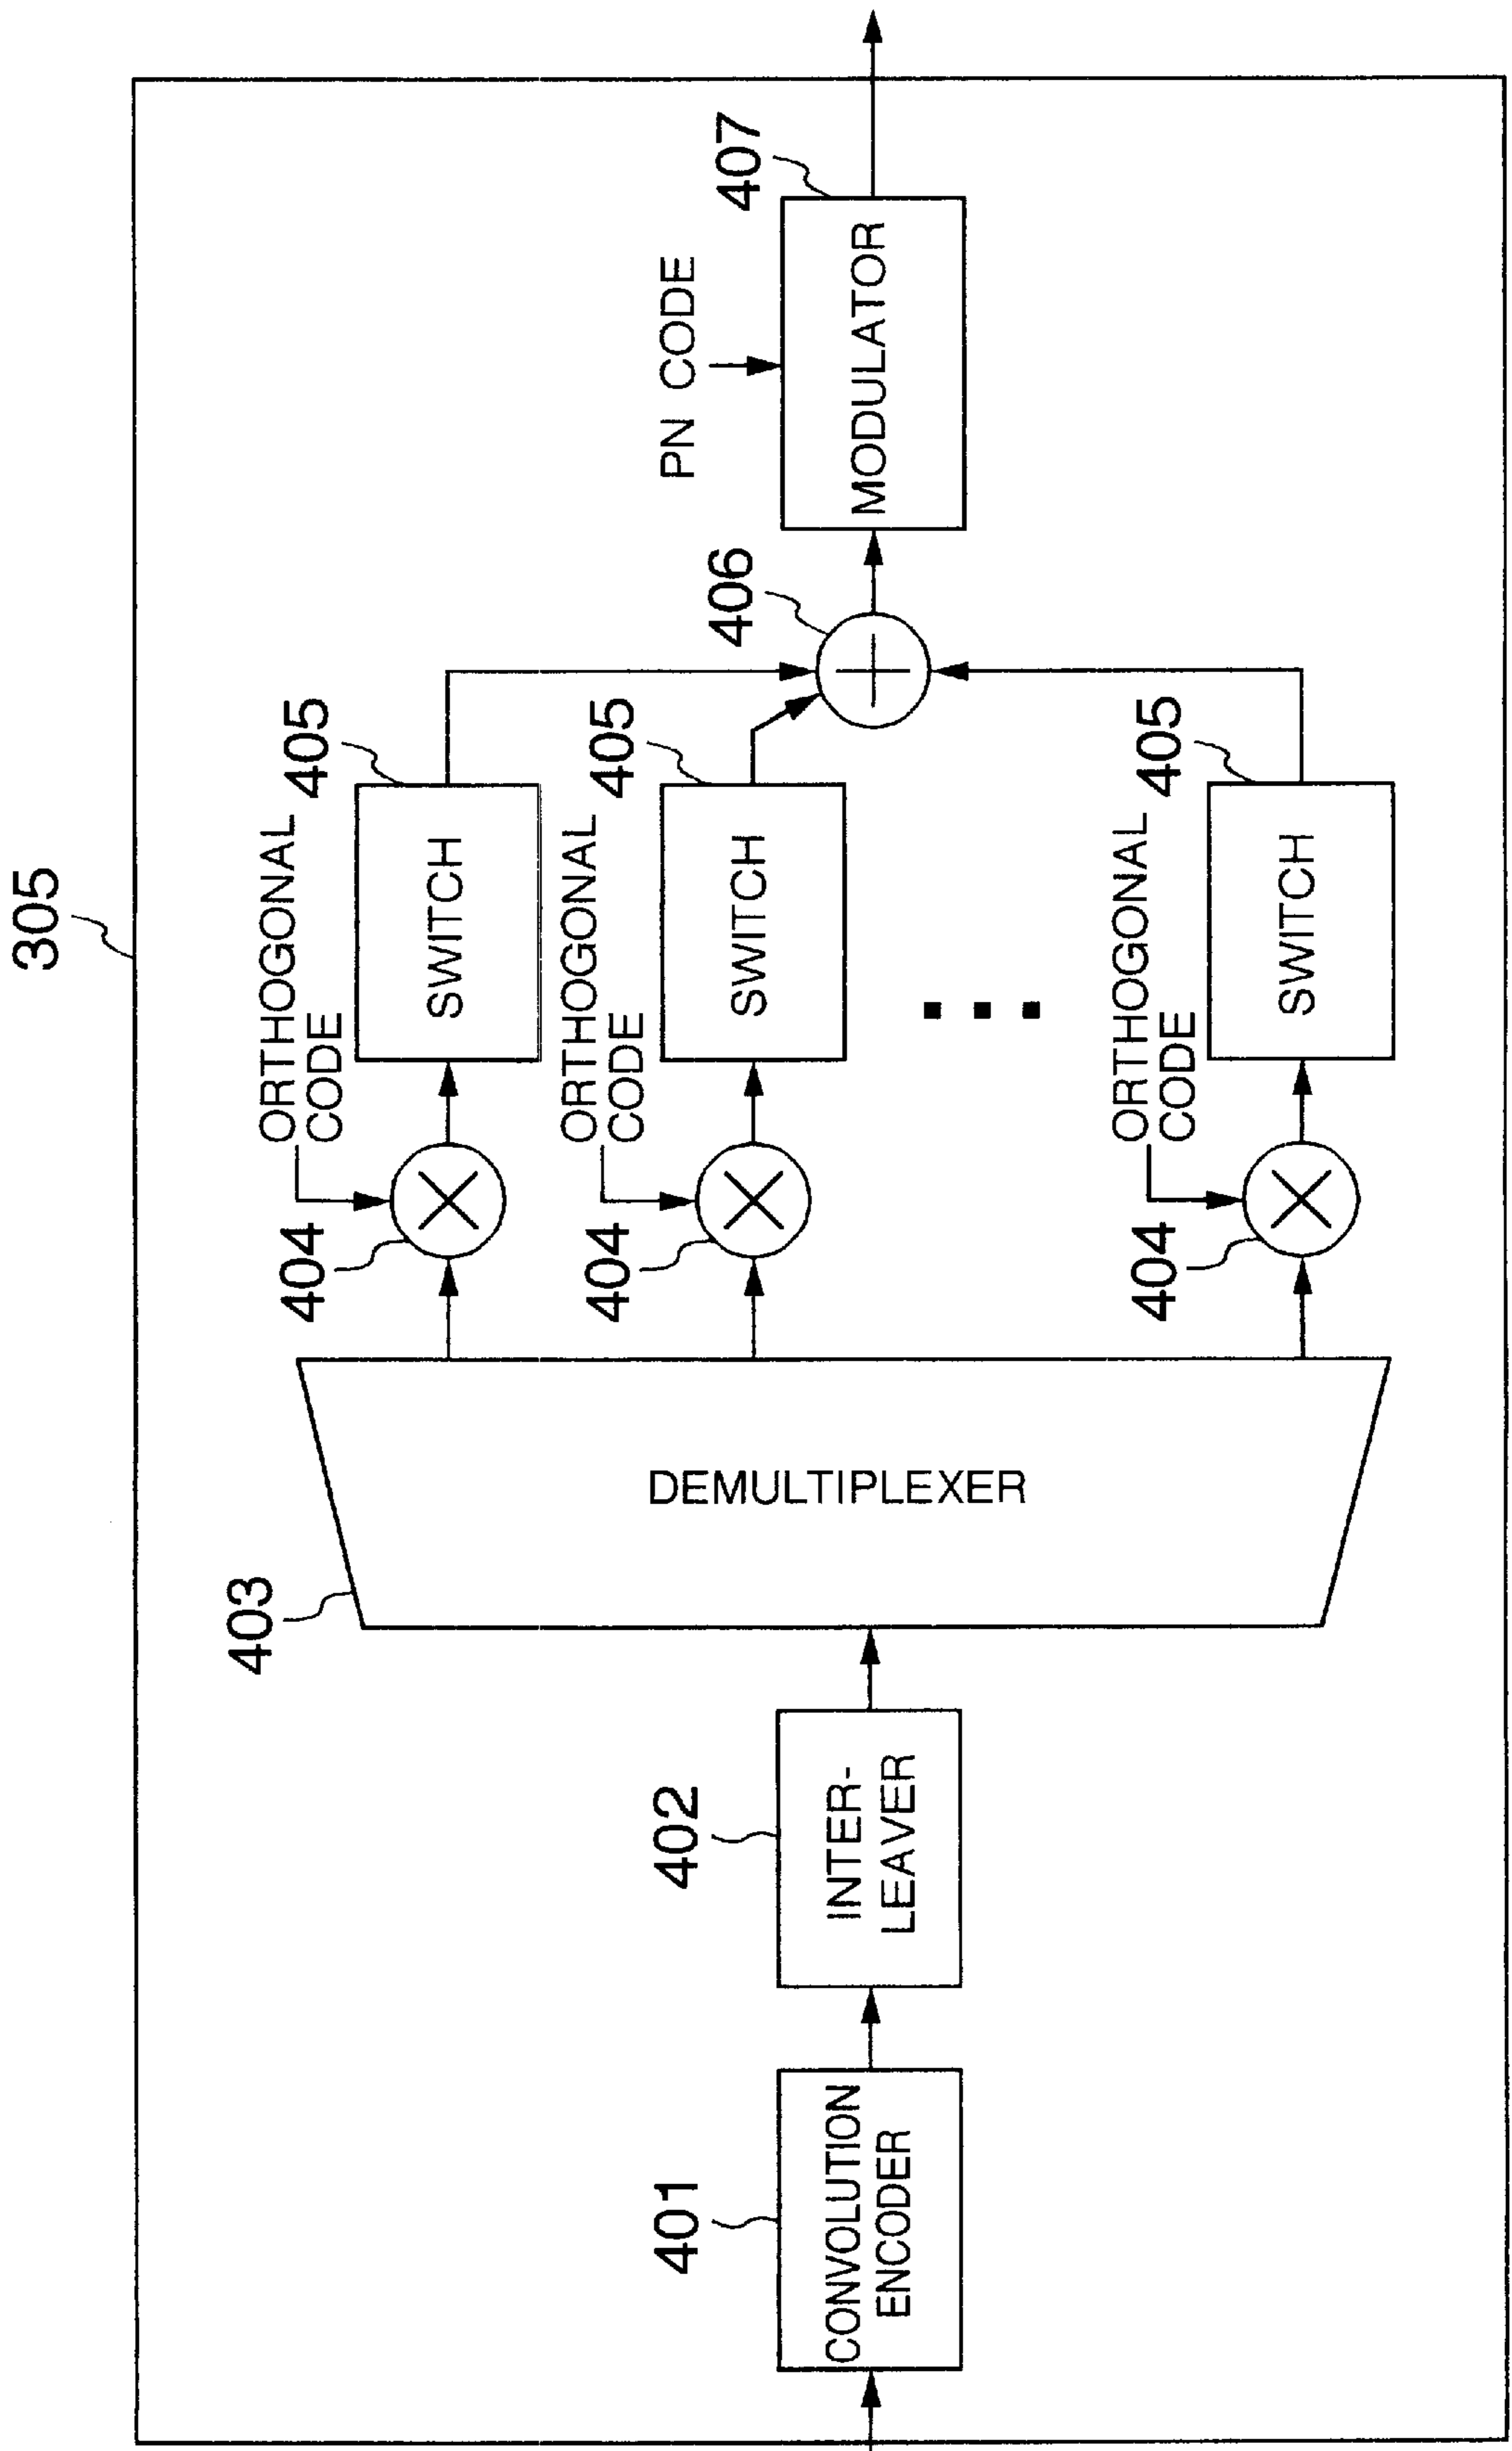 305
401
CONVOLUTION
ENCODER
402
INTER-
LEAVER
403
DEMULTIPLEXER
404
ORTHOGONAL
CODE
405
SWITCH
404
ORTHOGONAL
CODE
405
SWITCH
404
ORTHOGONAL
CODE
405
SWITCH
406
PN CODE
407
MODULATOR